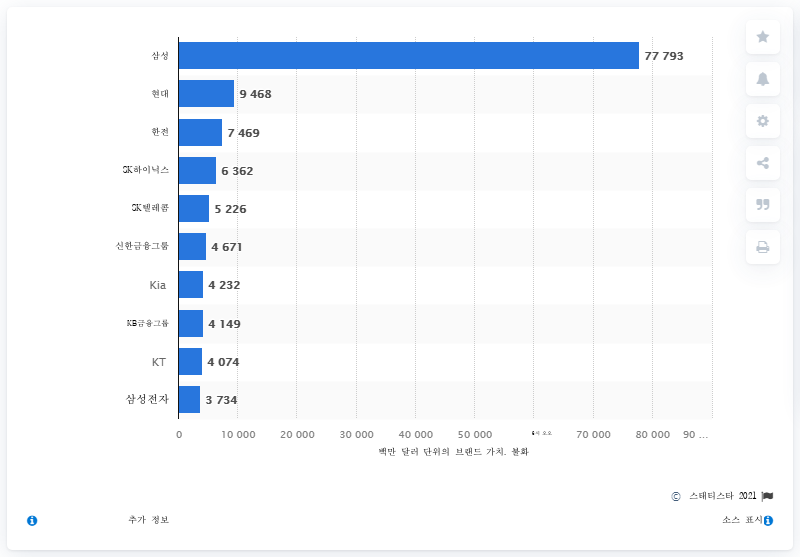 삼성 77 793
현대 9 468
한전 7 469
SK하이닉스 6 362
SK텔레콤 5 226
신한금융그룹 4 671
Kia 4 232
KB금융그룹 4 149
KT 4 074
삼성전자 3 734
0 10 000 20 000 30 000 40 000 50 000 70 000 80 000 90 ...
백만 달러 단위의 브랜드 가치. 불화
© 스태티스타 2021
추가 정보 소스 표시